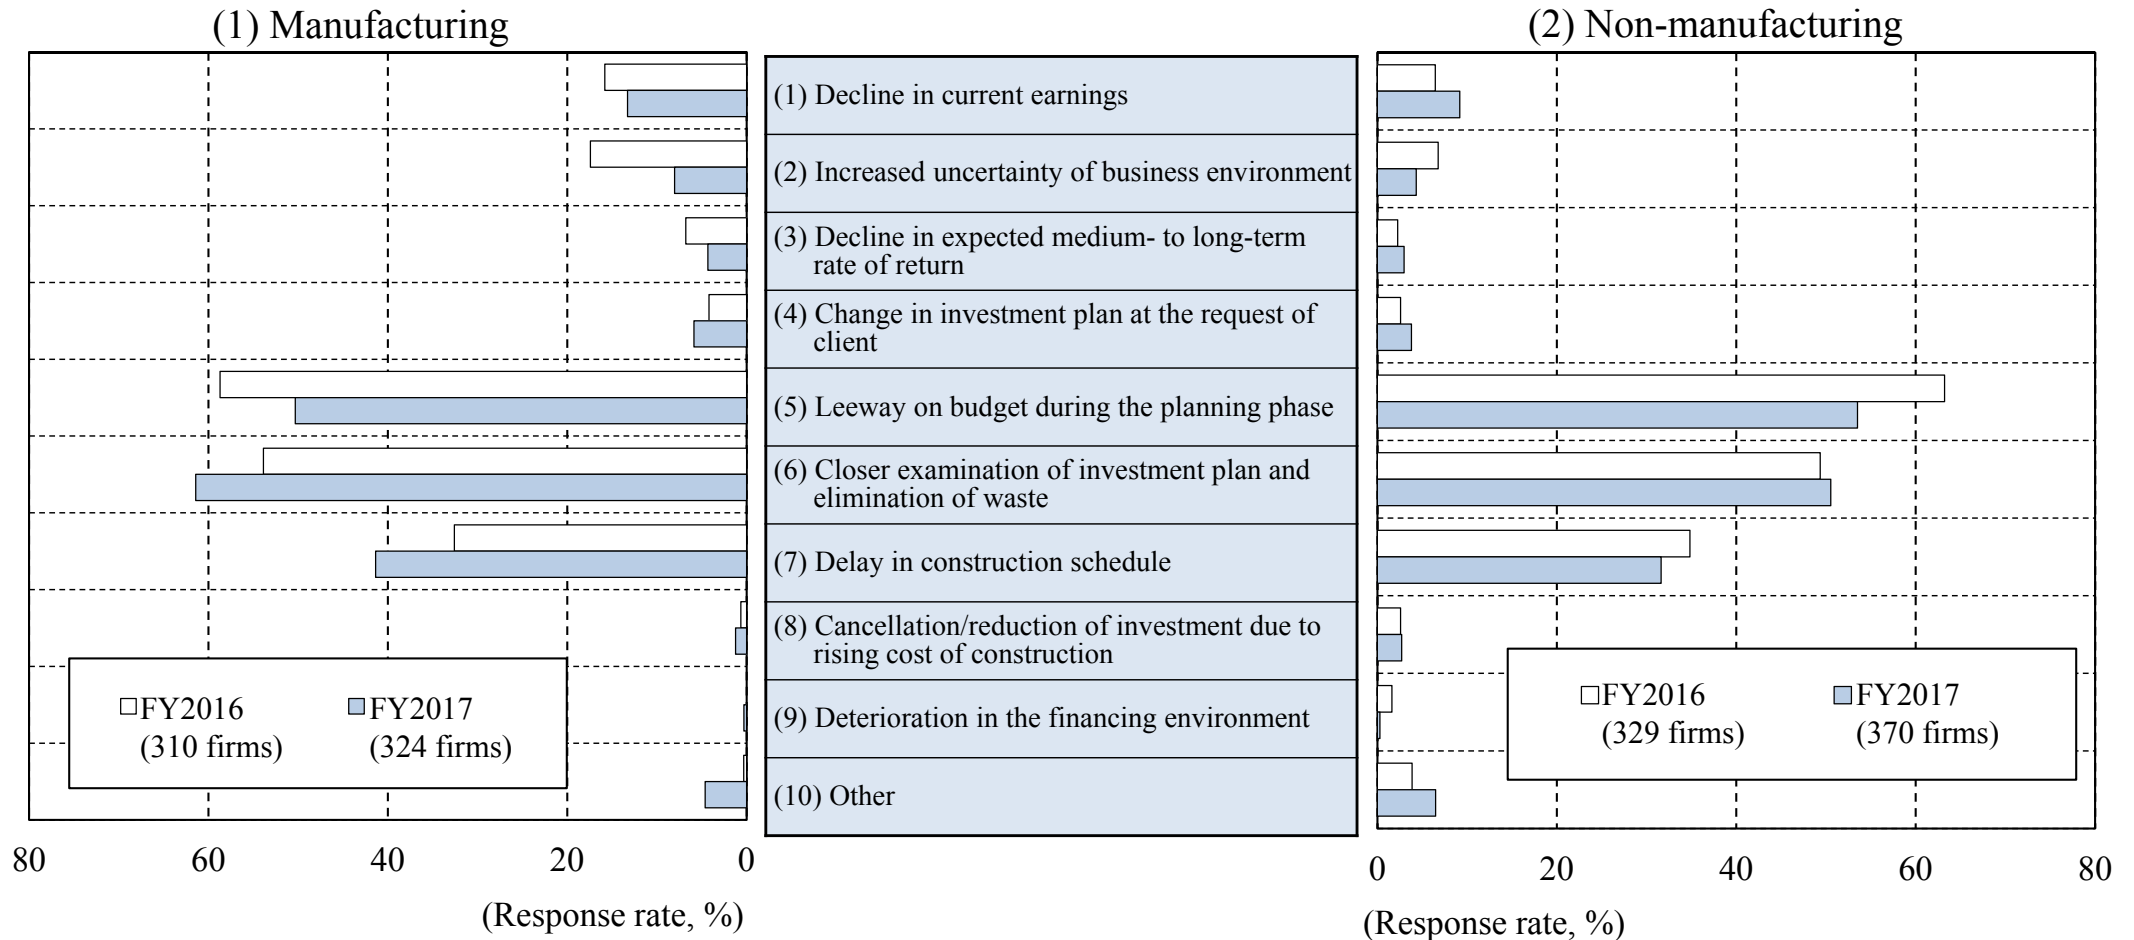 (1) Manufacturing
(2) Non-manufacturing
(1) Decline in current earnings
(2) Increased uncertainty of business environment
(3) Decline in expected medium- to long-term
rate of return
(4) Change in investment plan at the request of
client
(5) Leeway on budget during the planning phase
(6) Closer examination of investment plan and
elimination of waste
(7) Delay in construction schedule
(8) Cancellation/reduction of investment due to
rising cost of construction
(9) Deterioration in the financing environment
(10) Other
FY2016
(310 firms)
FY2017
(324 firms)
FY2016
(329 firms)
FY2017
(370 firms)
80 60 40 20 0
(Response rate, %)
0 20 40 60 80
(Response rate, %)